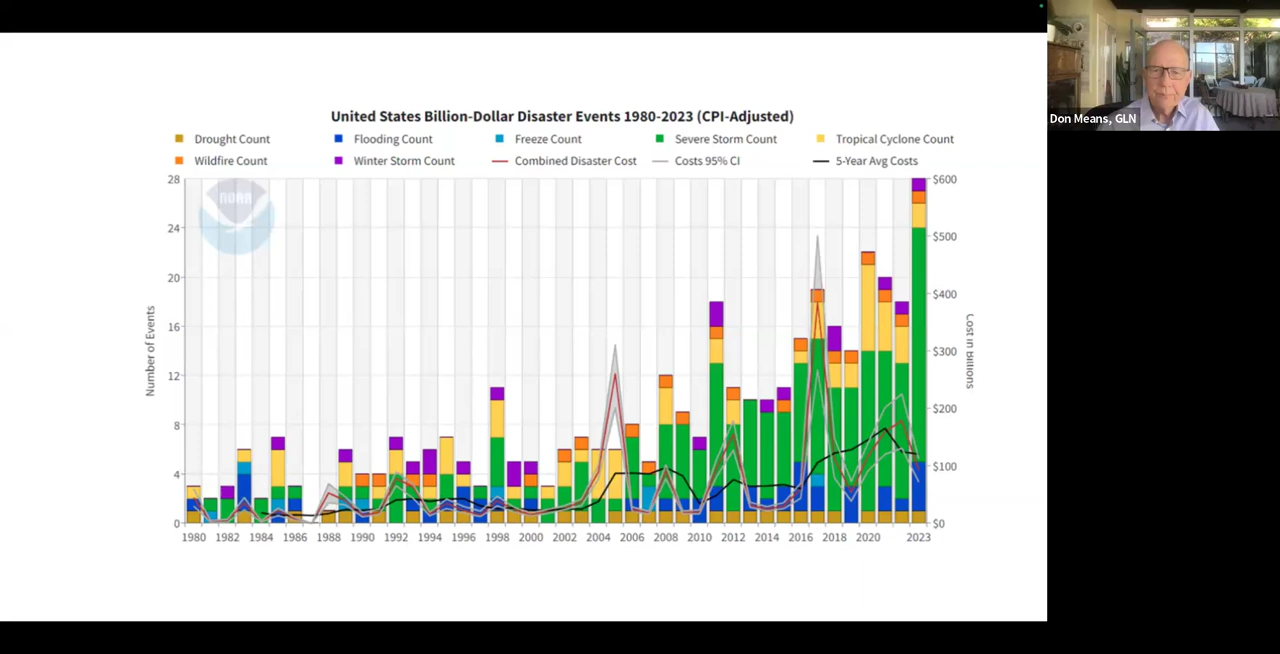 United States Billion-Dollar Disaster Events 1980-2023 (CPI-Adjusted)
Drought Count Flooding Count Freeze Count Severe Storm Count Tropical Cyclone Count
Wildfire Count Winter Storm Count Combined Disaster Cost Costs 95% CI 5-Year Avg Costs
28
24
20
16
12
8
4
0
Number of Events
NOAA
$600
$500
$400
$300
$200
$100
$0
Cost in Billions
1980 1982 1984 1986 1988 1990 1992 1994 1996 1998 2000 2002 2004 2006 2008 2010 2012 2014 2016 2018 2020 2023
Don Means, GLN